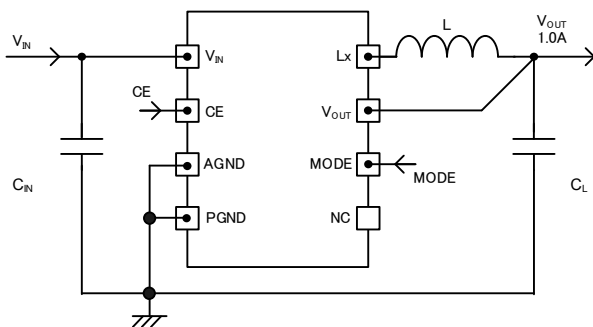 VIN
VIN
Lx
L
VOUT
1.0A
CE
CE
VOUT
AGND
MODE
MODE
CIN
PGND
NC
CL